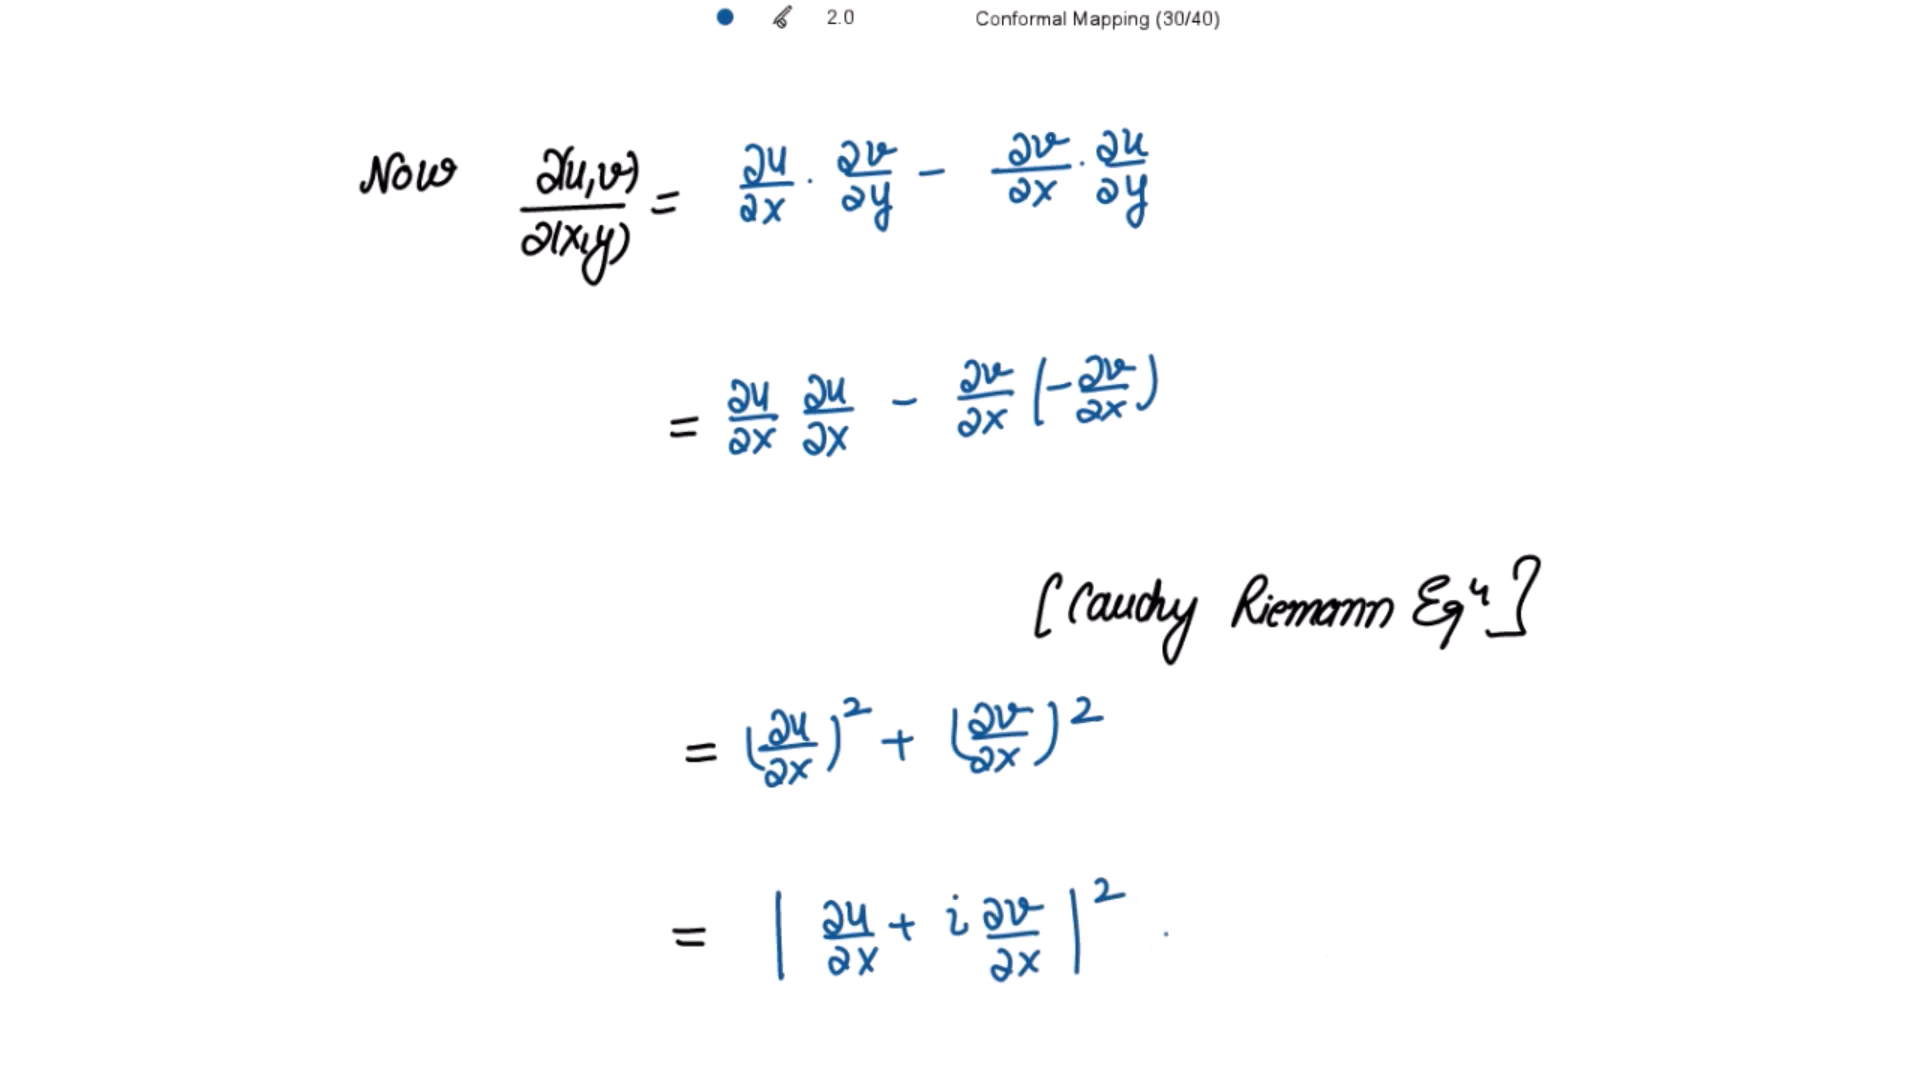 2.0 Conformal Mapping (30/40)
Now ∂(u,v)/∂(x,y) = ∂u/∂x · ∂v/∂y − ∂v/∂x · ∂u/∂y
= ∂u/∂x ∂u/∂x − ∂v/∂x (−∂v/∂x)
[Cauchy Riemann Eqⁿ]
= (∂u/∂x)² + (∂v/∂x)²
= | ∂u/∂x + i ∂v/∂x |² .